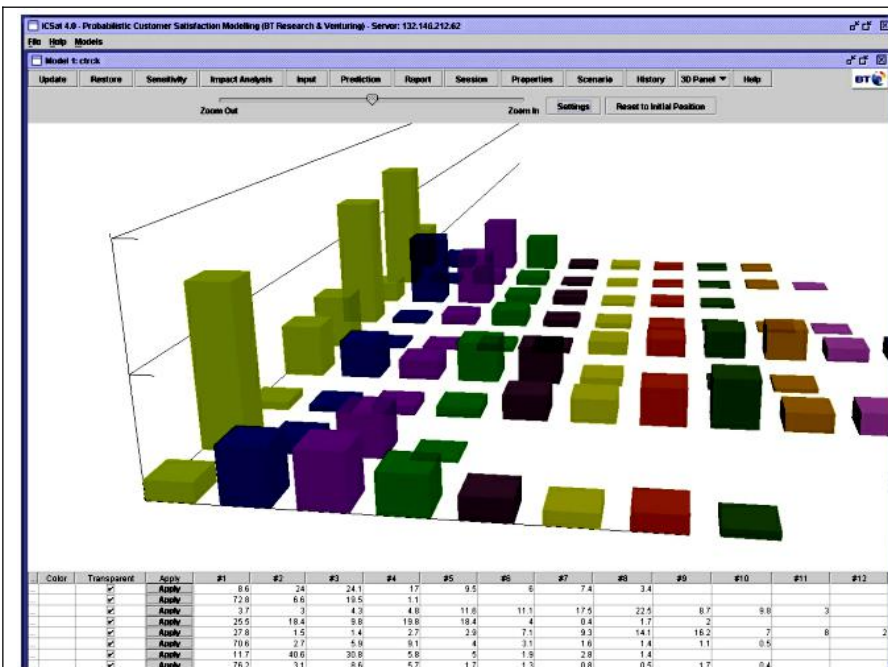 iCSat 4.0 - Probabilistic Customer Satisfaction Modelling (BT Research & Venturing) - Server: 132.146.212.62
File Help Models
Model 1: ctrck
Update Restore Sensitivity Impact Analysis Input Prediction Report Session Properties Scenario History 3D Panel Help BT
Zoom Out Zoom In Settings Reset to Initial Position
... Color Transparent Apply #1 #2 #3 #4 #5 #6 #7 #8 #9 #10 #11 #12
Apply 8.6 24 24.1 17 9.5 6 7.4 3.4
Apply 72.8 6.6 19.5 1.1
Apply 3.7 3 4.3 4.8 11.6 11.1 17.5 22.5 8.7 9.8 3
Apply 25.5 18.4 9.8 19.8 18.4 4 0.4 1.7 2
Apply 27.8 1.5 1.4 2.7 2.9 7.1 9.3 14.1 16.2 7 8 2
Apply 70.6 2.7 5.9 9.1 4 3.1 1.6 1.4 1.1 0.5
Apply 11.7 40.6 30.8 5.8 5 1.9 2.8 1.4
Apply 76.2 3.1 8.6 5.7 1.7 1.3 0.8 0.5 1.7 0.4